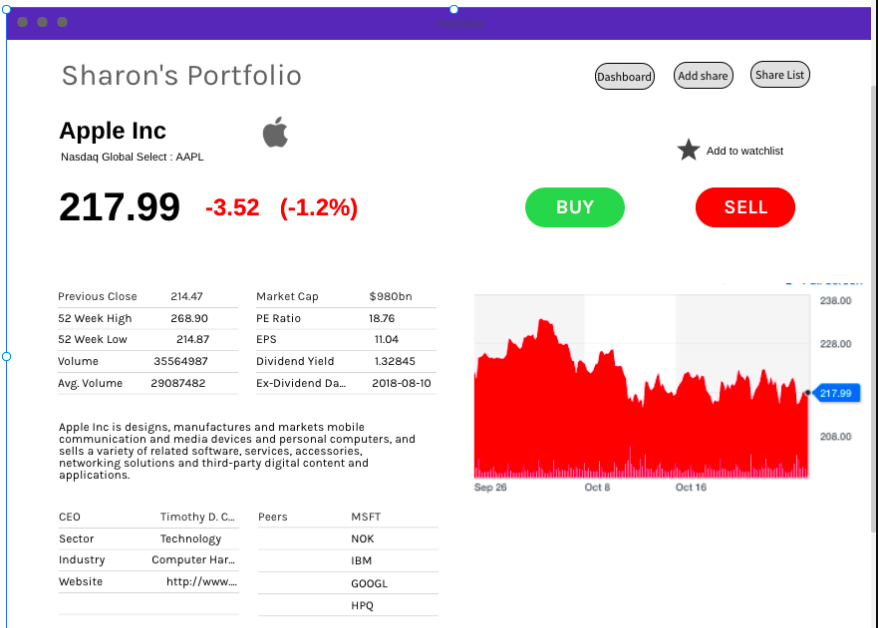 Sharon's Portfolio
Dashboard
Add share
Share List
Apple Inc
Nasdaq Global Select : AAPL
Add to watchlist
217.99 -3.52 (-1.2%)
BUY
SELL
Previous Close 214.47
52 Week High 268.90
52 Week Low 214.87
Volume 35564987
Avg. Volume 29087482
Market Cap $980bn
PE Ratio 18.76
EPS 11.04
Dividend Yield 1.32845
Ex-Dividend Da... 2018-08-10
238.00
228.00
217.99
208.00
Sep 26 Oct 8 Oct 16
Apple Inc is designs, manufactures and markets mobile
communication and media devices and personal computers, and
sells a variety of related software, services, accessories,
networking solutions and third-party digital content and
applications.
CEO Timothy D. C...
Sector Technology
Industry Computer Har...
Website http://www....
Peers MSFT
NOK
IBM
GOOGL
HPQ